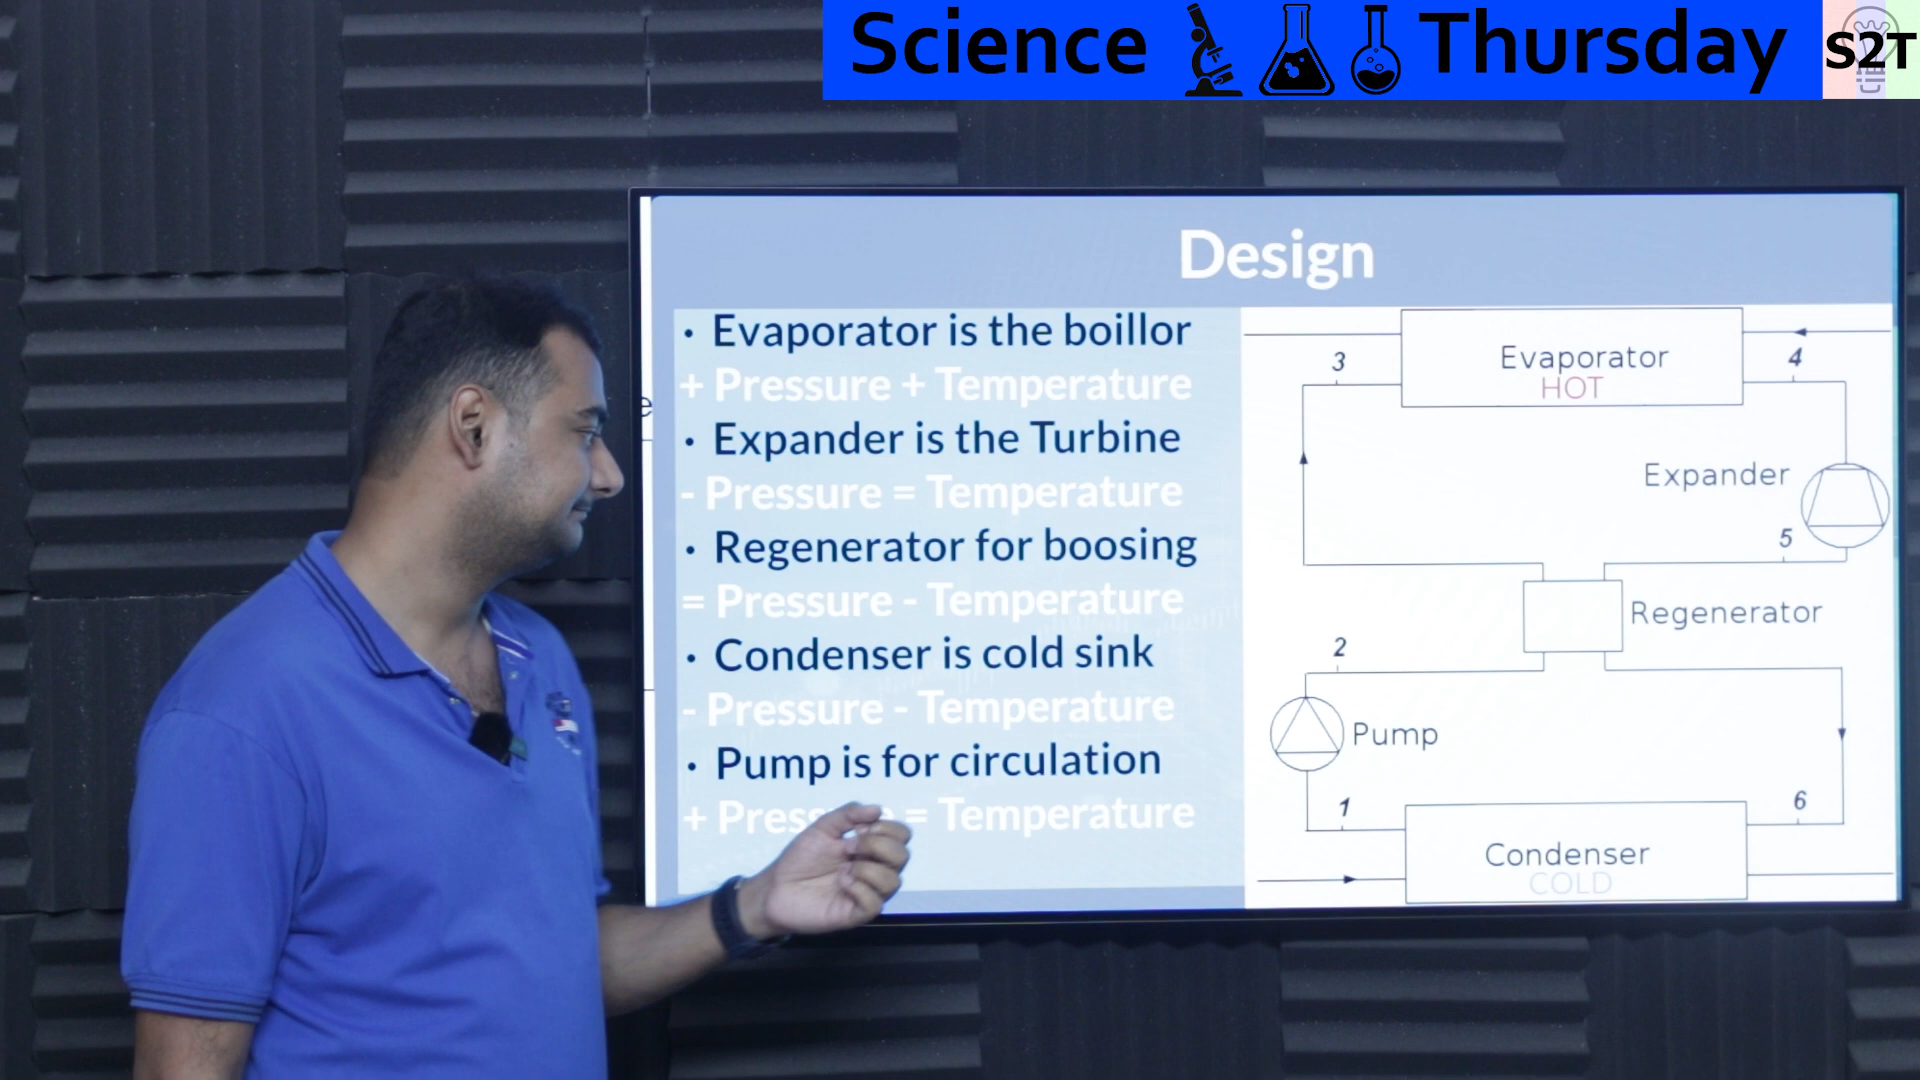 Science Thursday
S2T
Design
• Evaporator is the boillor
+ Pressure + Temperature
• Expander is the Turbine
- Pressure = Temperature
• Regenerator for boosing
= Pressure - Temperature
• Condenser is cold sink
- Pressure - Temperature
• Pump is for circulation
+ Pressure = Temperature
3
Evaporator
HOT
4
Expander
5
Regenerator
2
Pump
1
6
Condenser
COLD